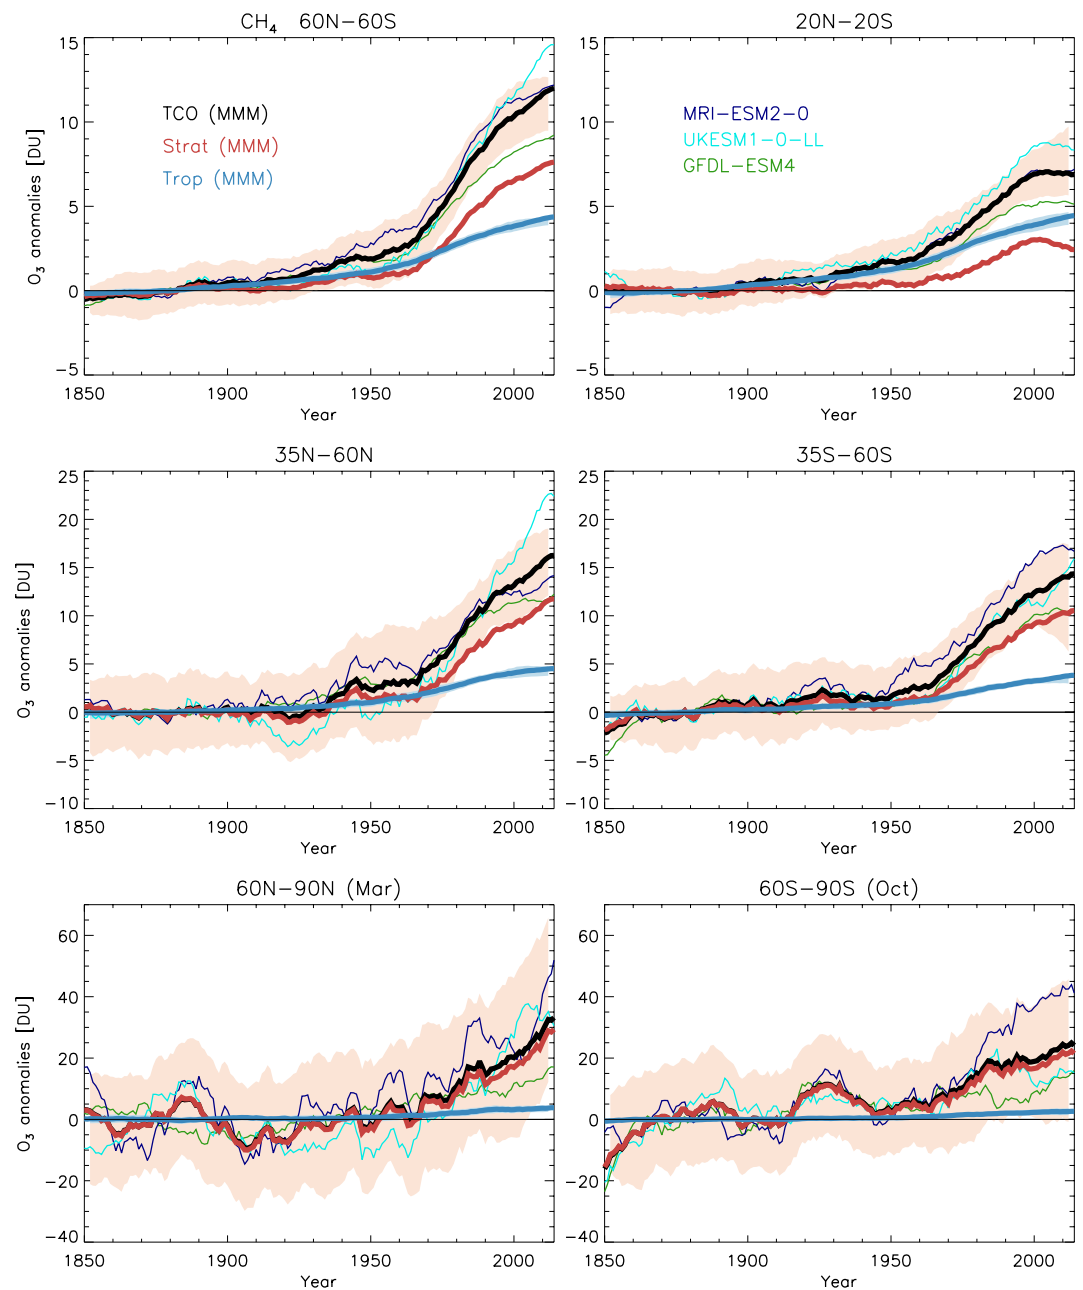 CH₄ 60N−60S
15
10
5
0
−5
O₃ anomalies [DU]
TCO (MMM)
Strat (MMM)
Trop (MMM)
1850 1900 1950 2000
Year
20N−20S
15
10
5
0
−5
MRI−ESM2−0
UKESM1−0−LL
GFDL−ESM4
1850 1900 1950 2000
Year
35N−60N
25
20
15
10
5
0
−5
−10
O₃ anomalies [DU]
1850 1900 1950 2000
Year
35S−60S
25
20
15
10
5
0
−5
−10
1850 1900 1950 2000
Year
60N−90N (Mar)
60
40
20
0
−20
−40
O₃ anomalies [DU]
1850 1900 1950 2000
Year
60S−90S (Oct)
60
40
20
0
−20
−40
1850 1900 1950 2000
Year